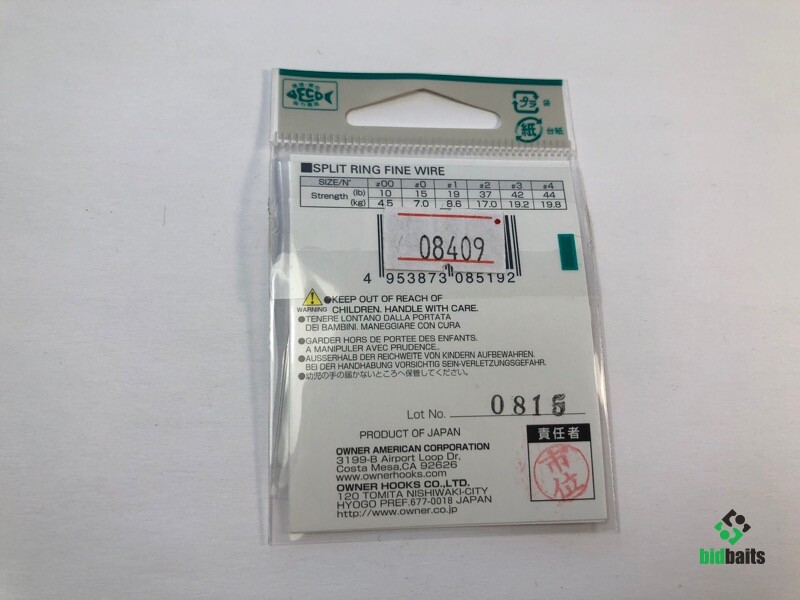 ECO
プラ 袋
紙 台紙
■SPLIT RING FINE WIRE
SIZE/N° #00 #0 #1 #2 #3 #4
Strength (lb) 10 15 19 37 42 44
(kg) 4.5 7.0 8.6 17.0 19.2 19.8
08409
4 953873 085192
WARNING
●KEEP OUT OF REACH OF
CHILDREN. HANDLE WITH CARE.
●TENERE LONTANO DALLA PORTATA
DEI BAMBINI. MANEGGIARE CON CURA
●GARDER HORS DE PORTEE DES ENFANTS.
A MANIPULER AVEC PRUDENCE.
●AUSSERHALB DER REICHWEITE VON KINDERN AUFBEWAHREN.
BEI DER HANDHABUNG VORSICHTIG SEIN-VERLETZUNGSGEFAHR.
●幼児の手の届かないところへ保管してください。
Lot No. 0815
PRODUCT OF JAPAN
責任者
市位
OWNER AMERICAN CORPORATION
3199-B Airport Loop Dr,
Costa Mesa,CA 92626
www.ownerhooks.com
OWNER HOOKS CO.,LTD.
120 TOMITA NISHIWAKI-CITY
HYOGO PREF.677-0018 JAPAN
http://www.owner.co.jp
bidbaits